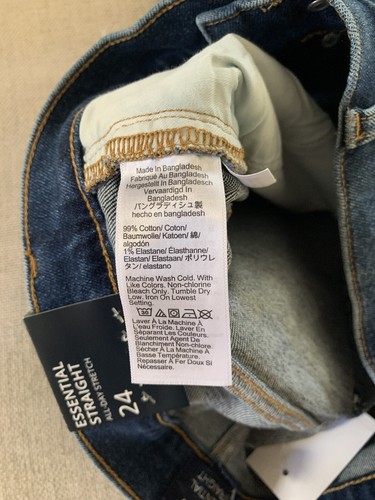 Made In Bangladesh
Fabriqué Au Bangladesh
Hergestellt In Bangladesch
Vervaardigd In
Bangladesh
バングラディシュ製
hecho en bangladesh
99% Cotton/ Coton/
Baumwolle/ Katoen/ 綿/
algodón
1% Elastane/ Élasthanne/
Elastan/ Elastaan/ ポリウレ
タン/ elastano
Machine Wash Cold. With
Like Colors. Non-chlorine
Bleach Only. Tumble Dry
Low. Iron On Lowest
Setting.
Laver À La Machine À
L'eau Froide. Laver En
Séparant Les Couleurs.
Seulement Agent De
Blanchiment Non-chlore.
Sécher À La Machine À
Basse Température.
Repasser À Fer Doux Si
Nécessaire.
ESSENTIAL
STRAIGHT
ALL-DAY STRETCH
24